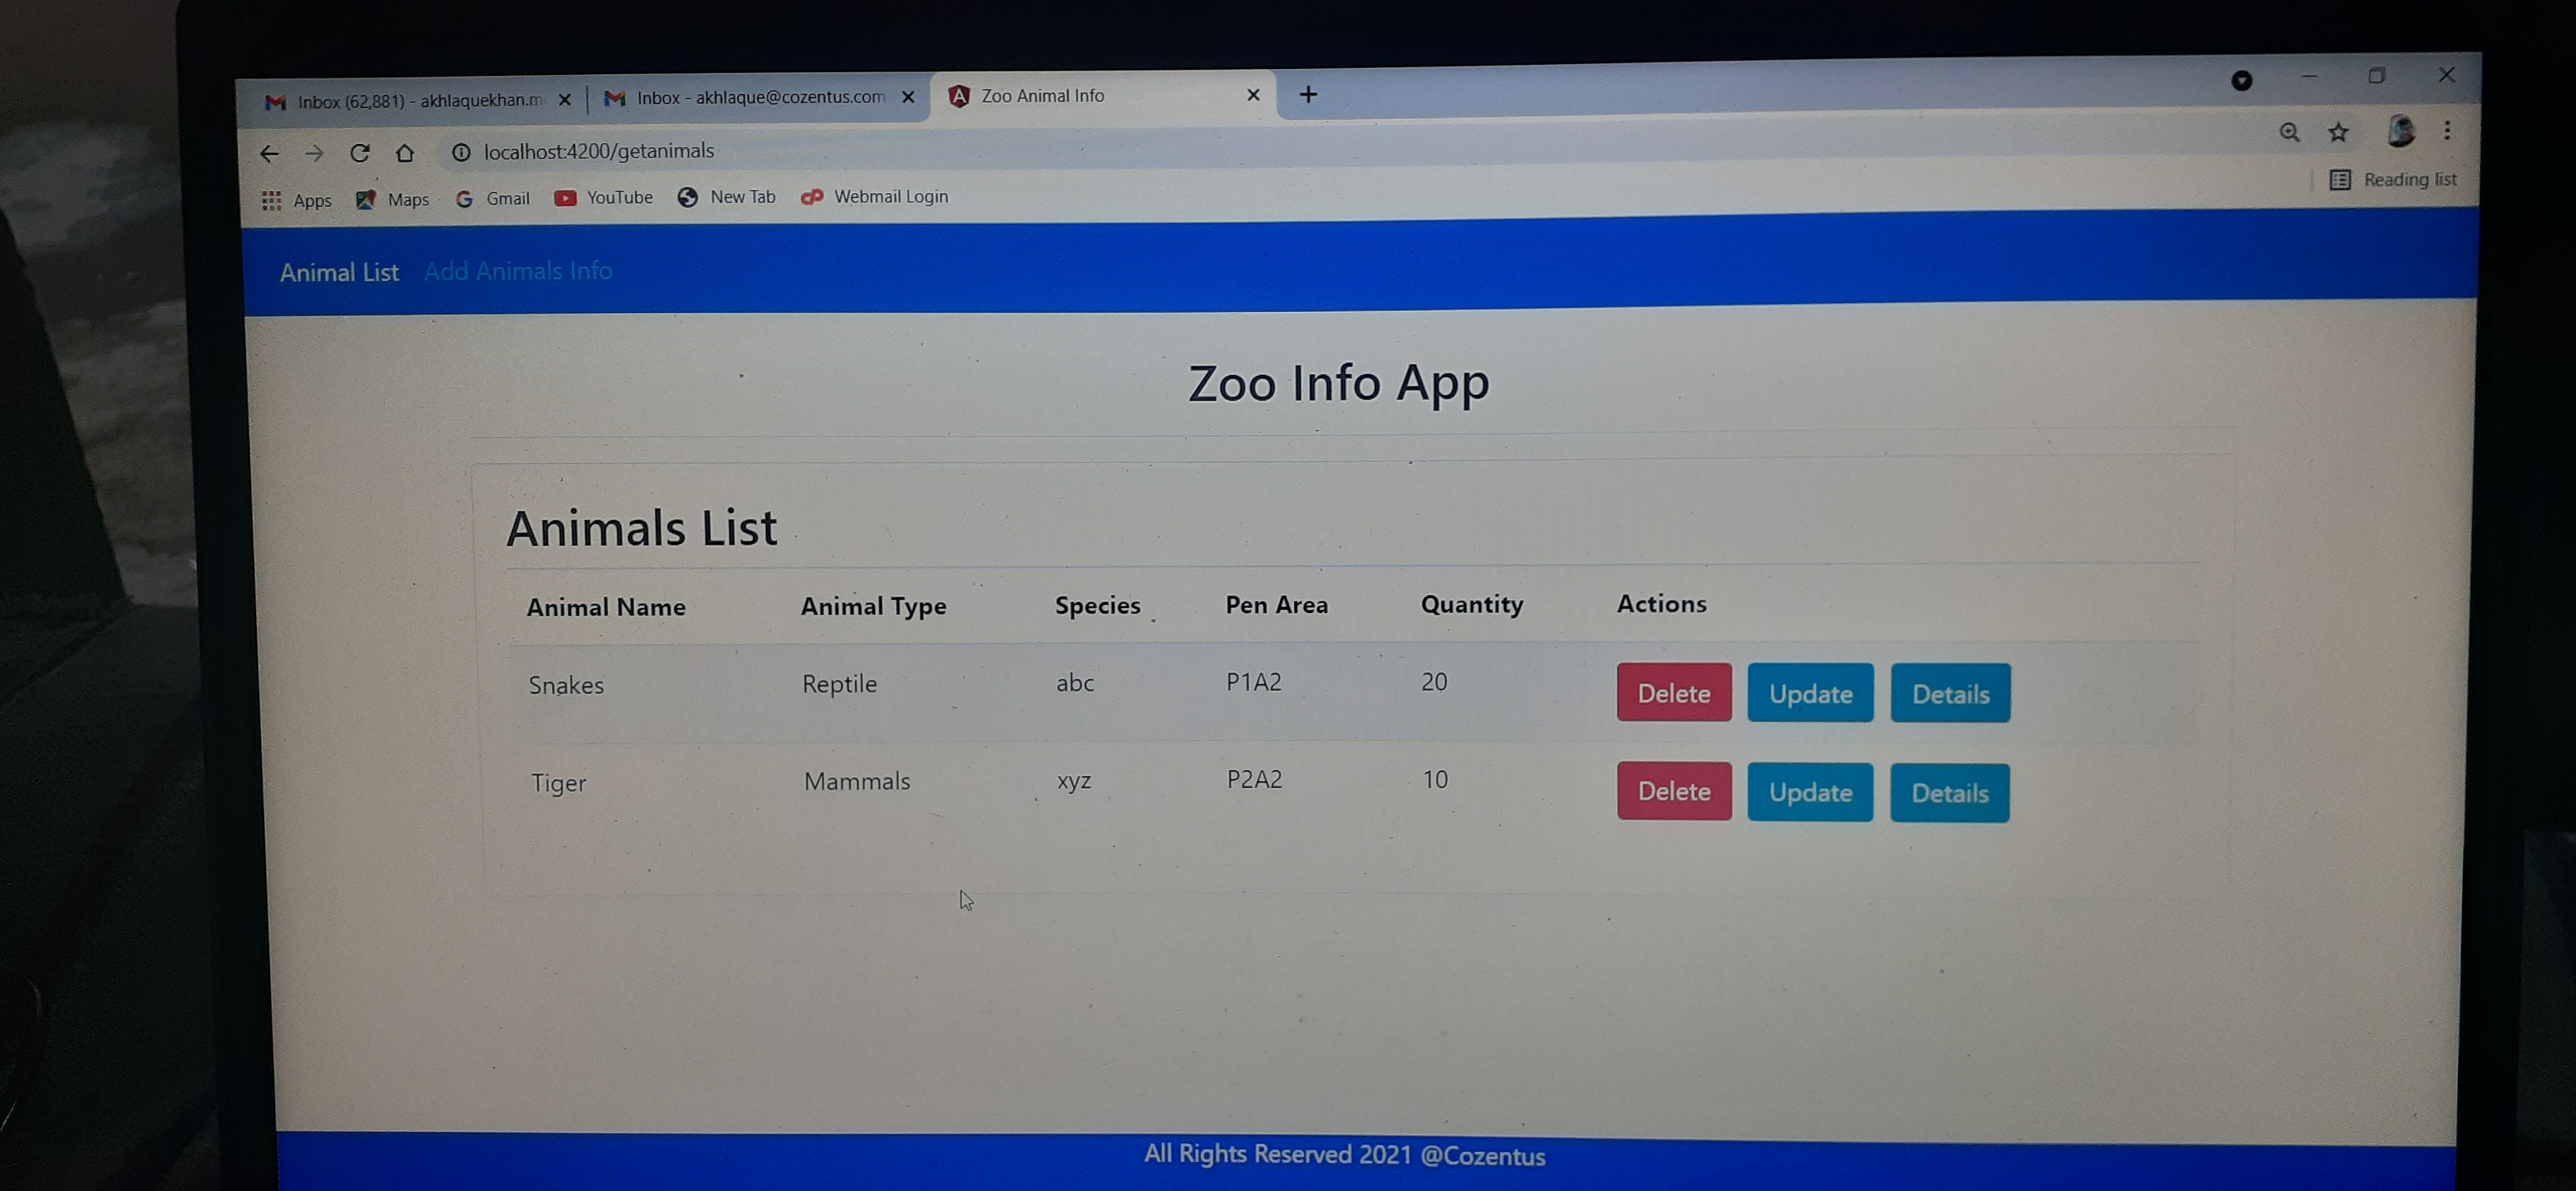 Inbox (62,881) - akhlaquekhan.m
Inbox - akhlaque@cozentus.com
Zoo Animal Info
localhost:4200/getanimals
Apps Maps Gmail YouTube New Tab Webmail Login Reading list
Animal List Add Animals Info
Zoo Info App
Animals List
Animal Name Animal Type Species Pen Area Quantity Actions
Snakes Reptile abc P1A2 20 Delete Update Details
Tiger Mammals xyz P2A2 10 Delete Update Details
All Rights Reserved 2021 @Cozentus